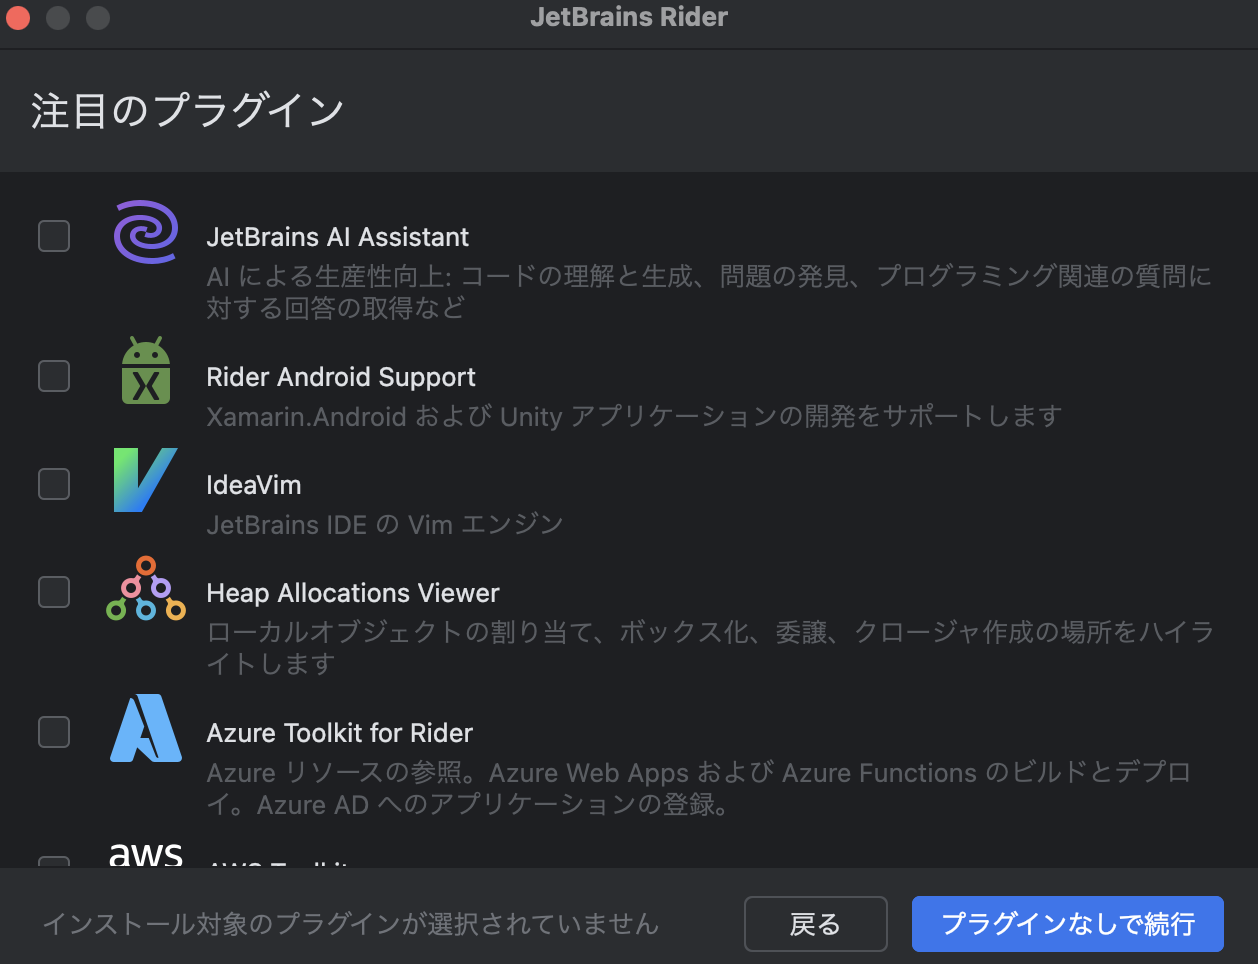 JetBrains Rider
注目のプラグイン
JetBrains AI Assistant
AI による生産性向上: コードの理解と生成、問題の発見、プログラミング関連の質問に
対する回答の取得など
X
Rider Android Support
Xamarin.Android および Unity アプリケーションの開発をサポートします
IdeaVim
JetBrains IDE の Vim エンジン
Heap Allocations Viewer
ローカルオブジェクトの割り当て、ボックス化、委譲、クロージャ作成の場所をハイラ
イトします
Azure Toolkit for Rider
Azure リソースの参照。Azure Web Apps および Azure Functions のビルドとデプロ
イ。Azure AD へのアプリケーションの登録。
aws
AWS Toolkit
インストール対象のプラグインが選択されていません
戻る
プラグインなしで続行